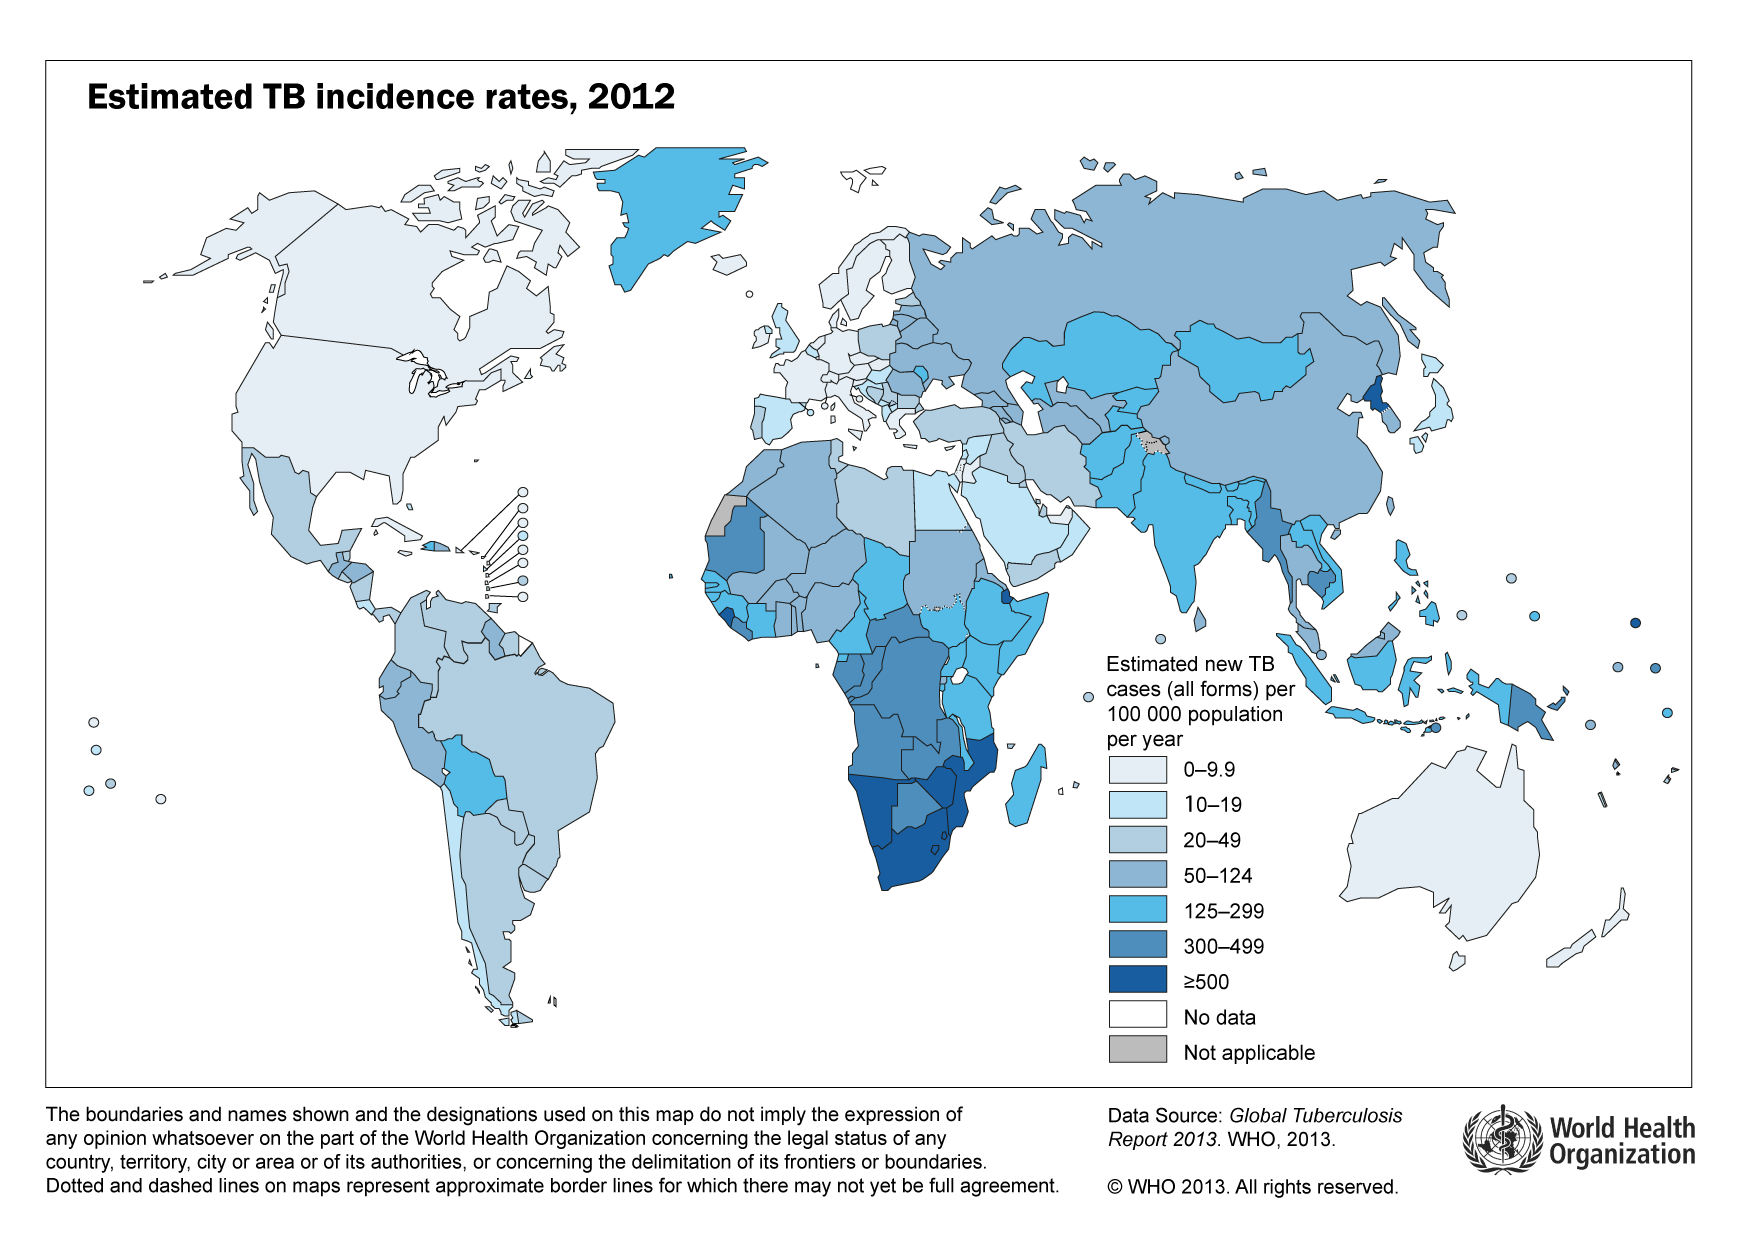 Estimated TB incidence rates, 2012
Estimated new TB
cases (all forms) per
100 000 population
per year
0–9.9
10–19
20–49
50–124
125–299
300–499
≥500
No data
Not applicable
The boundaries and names shown and the designations used on this map do not imply the expression of
any opinion whatsoever on the part of the World Health Organization concerning the legal status of any
country, territory, city or area or of its authorities, or concerning the delimitation of its frontiers or boundaries.
Dotted and dashed lines on maps represent approximate border lines for which there may not yet be full agreement.
Data Source: Global Tuberculosis
Report 2013. WHO, 2013.
© WHO 2013. All rights reserved.
World Health
Organization